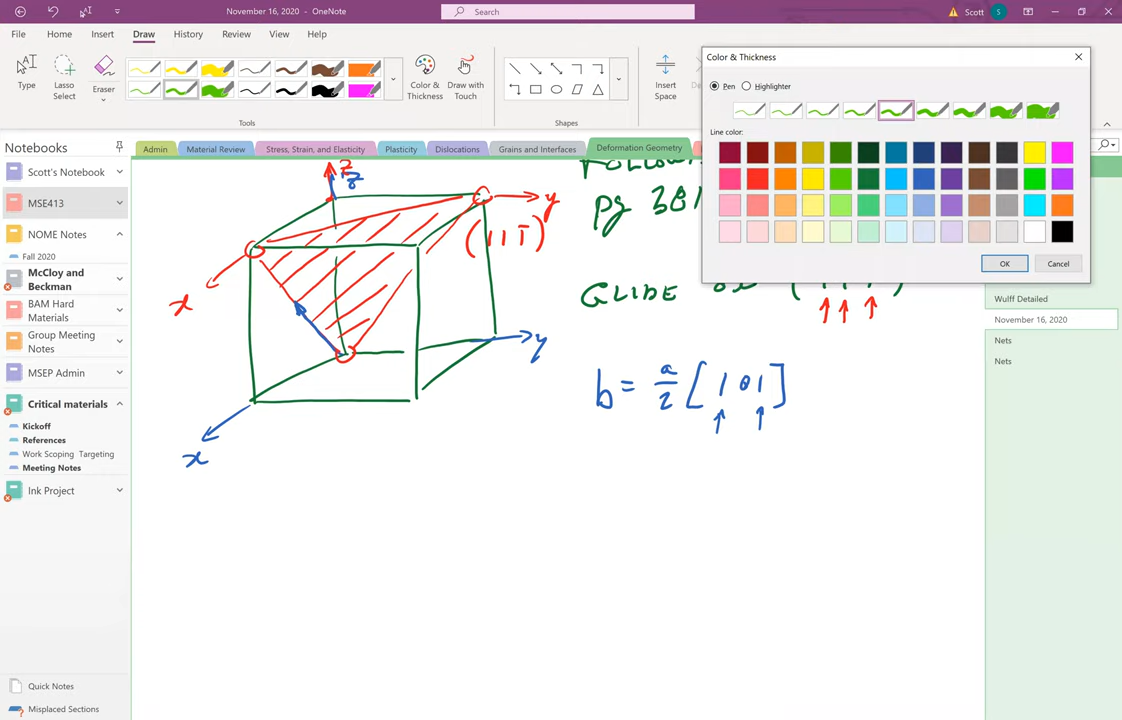 November 16, 2020 - OneNote
Search
Scott
S
File
Home
Insert
Draw
History
Review
View
Help
Type
Lasso
Select
Eraser
Color &
Thickness
Draw with
Touch
Insert
Space
Tools
Shapes
Color & Thickness
Pen
Highlighter
Line color:
OK
Cancel
Notebooks
Admin
Material Review
Stress, Strain, and Elasticity
Plasticity
Dislocations
Grains and Interfaces
Deformation Geometry
Scott's Notebook
MSE413
NOME Notes
Fall 2020
McCloy and
Beckman
BAM Hard
Materials
Group Meeting
Notes
MSEP Admin
Critical materials
Kickoff
References
Work Scoping Targeting
Meeting Notes
Ink Project
Quick Notes
Misplaced Sections
Wulff Detailed
November 16, 2020
Nets
Nets
z
z
y
(1 1 1̄)
x
y
x
pg 381
GLIDE
b = a/2 [1 0 1]